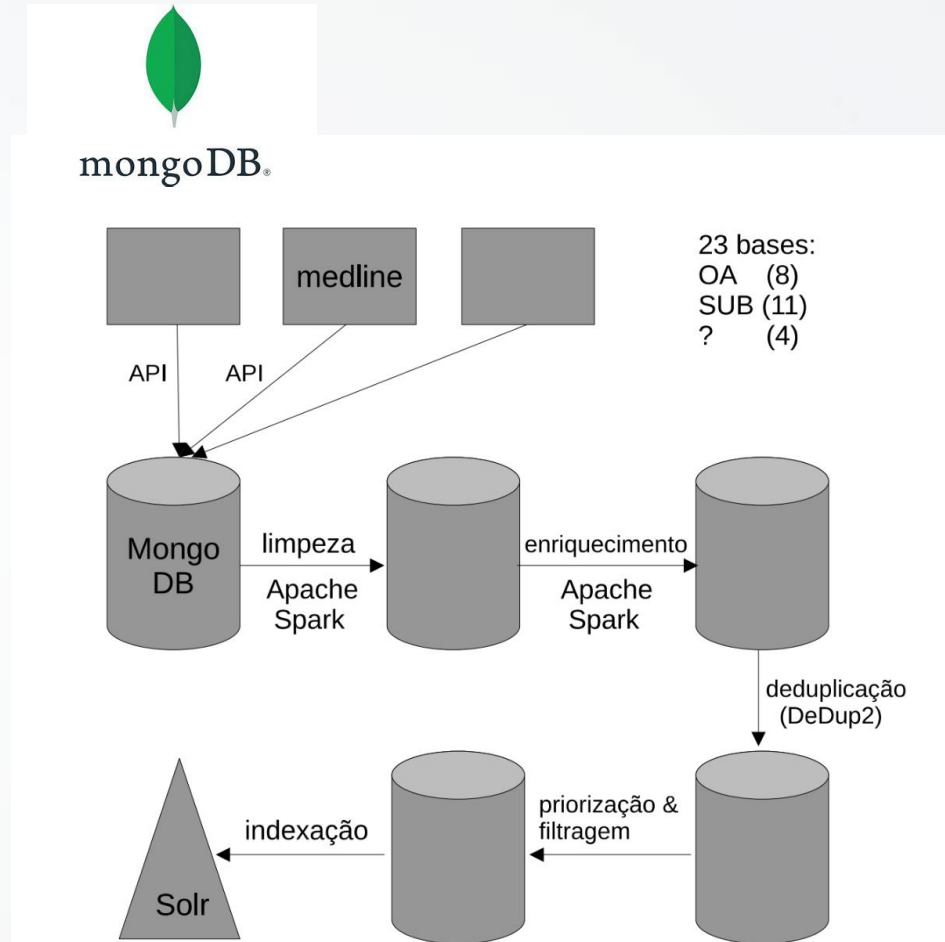 mongoDB®
medline
23 bases:
OA (8)
SUB (11)
? (4)
API
API
Mongo
DB
limpeza
Apache
Spark
enriquecimento
Apache
Spark
deduplicação
(DeDup2)
priorização &
filtragem
indexação
Solr